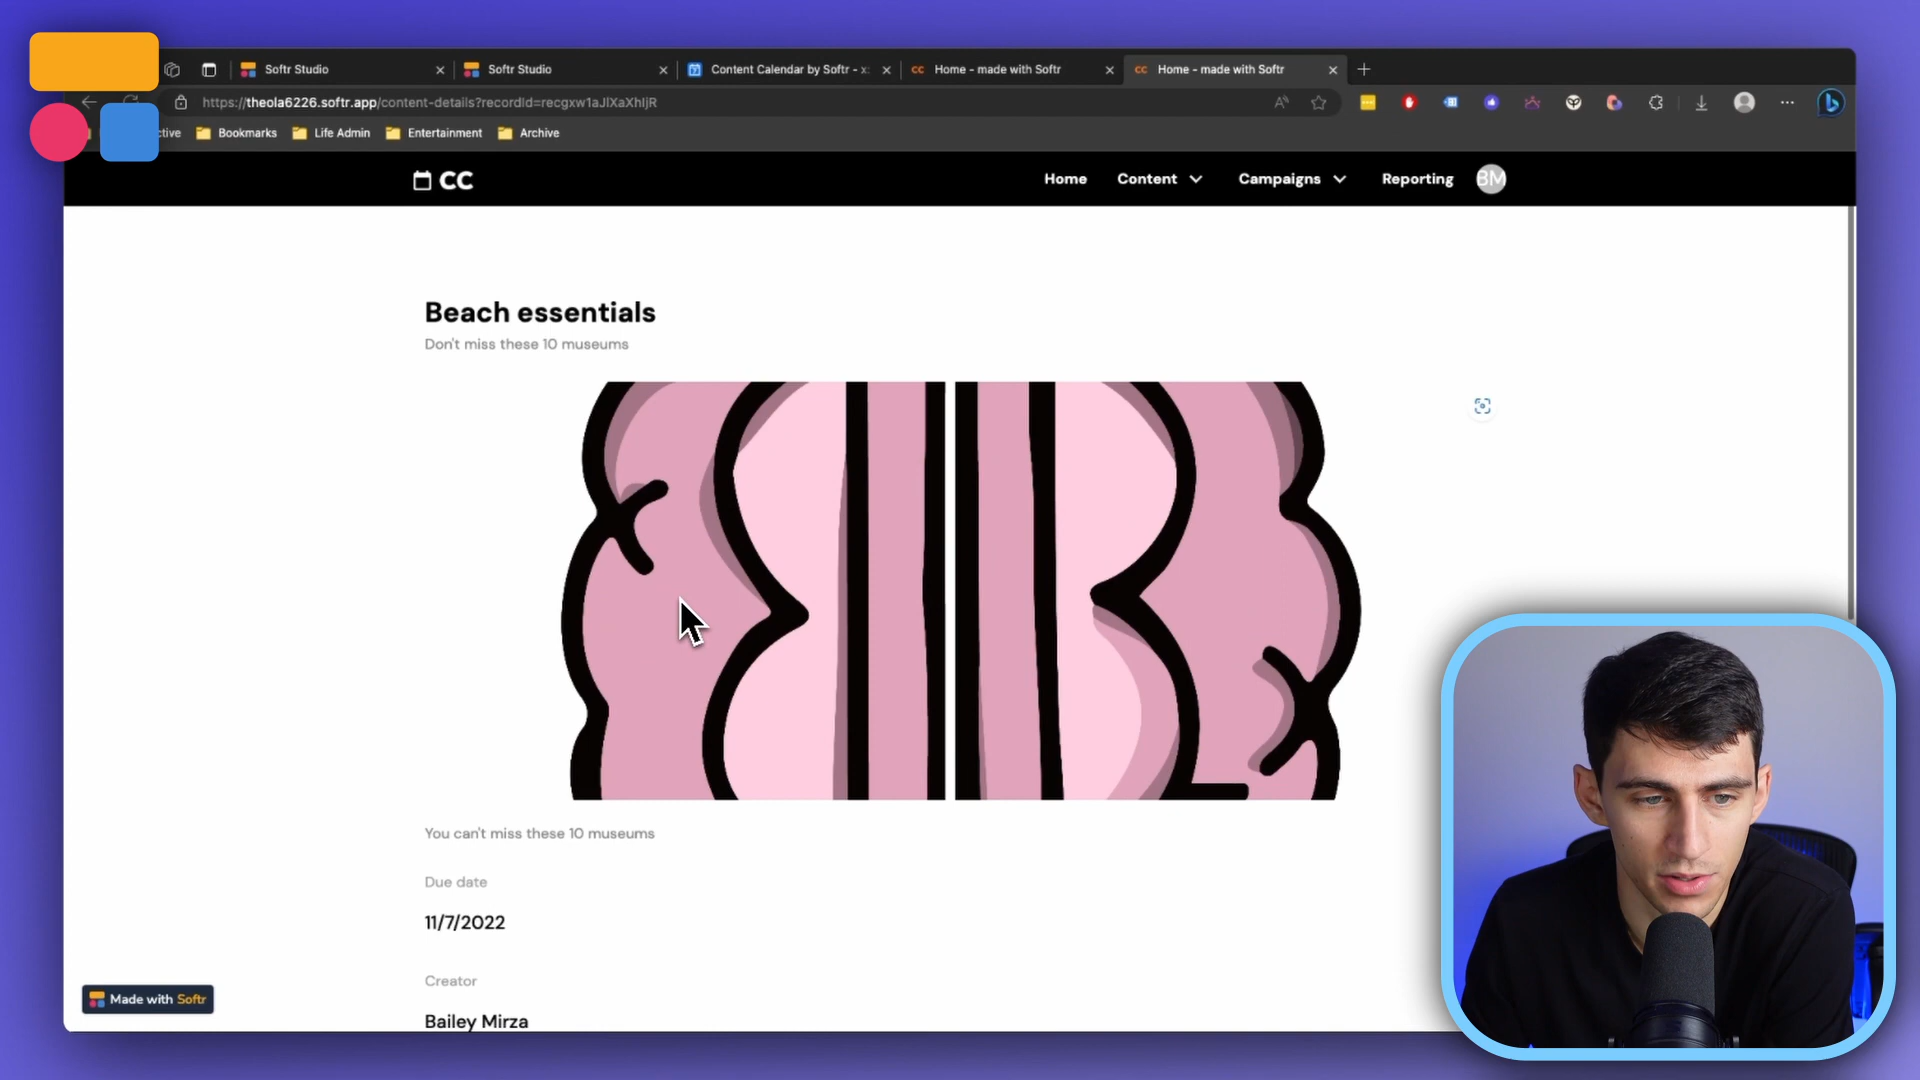 Softr Studio
Softr Studio
Content Calendar by Softr - x:
CC Home - made with Softr
CC Home - made with Softr
https://theola6226.softr.app/content-details?recordId=recgxw1aJlXaXhIjR
ctive
Bookmarks
Life Admin
Entertainment
Archive
CC
Home
Content
Campaigns
Reporting
BM
Beach essentials
Don't miss these 10 museums
You can't miss these 10 museums
Due date
11/7/2022
Creator
Bailey Mirza
Made with Softr